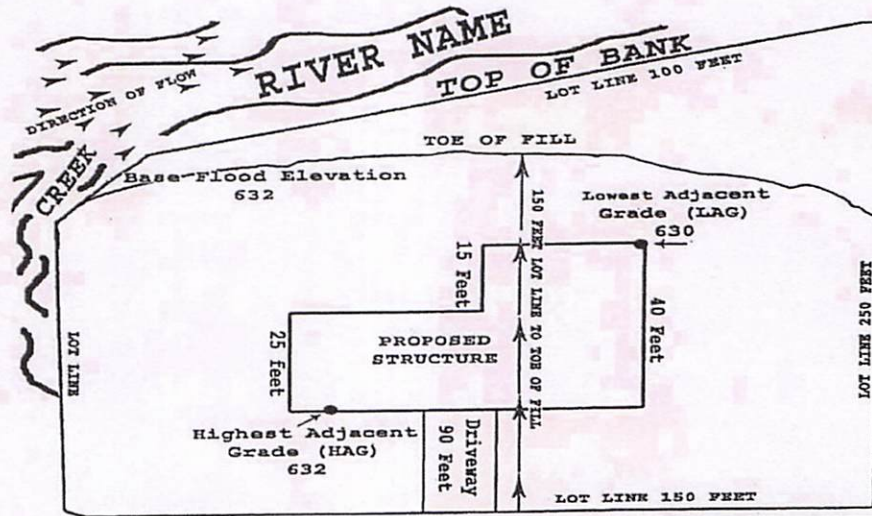 RIVER NAME
TOP OF BANK
LOT LINE 100 FEET
DIRECTION OF FLOW
CREEK
TOE OF FILL
Base-Flood Elevation
632
Lowest Adjacent
Grade (LAG)
630
150 FEET LOT LINE TO TOE OF FILL
15 Feet
40 Feet
LOT LINE 250 FEET
LOT LINE
25 feet
PROPOSED
STRUCTURE
Highest Adjacent
Grade (HAG)
632
Driveway
90 Feet
LOT LINE 150 FEET